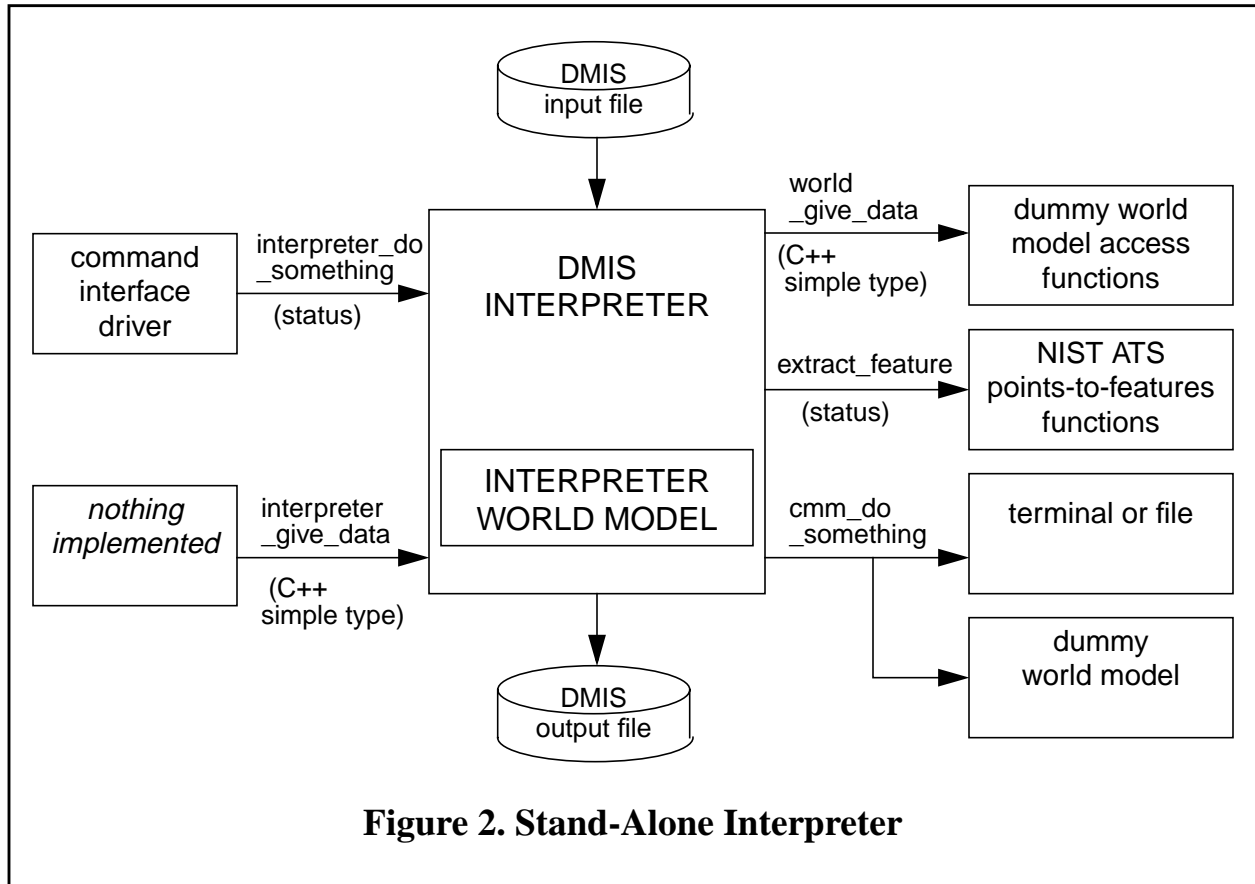 DMIS
input file
world
_give_data
(C++
simple type)
dummy world
model access
functions
command
interface
driver
interpreter_do
_something
(status)
DMIS
INTERPRETER
extract_feature
(status)
NIST ATS
points-to-features
functions
INTERPRETER
WORLD MODEL
nothing
implemented
interpreter
_give_data
(C++
simple type)
cmm_do
_something
terminal or file
dummy
world model
DMIS
output file
Figure 2. Stand-Alone Interpreter